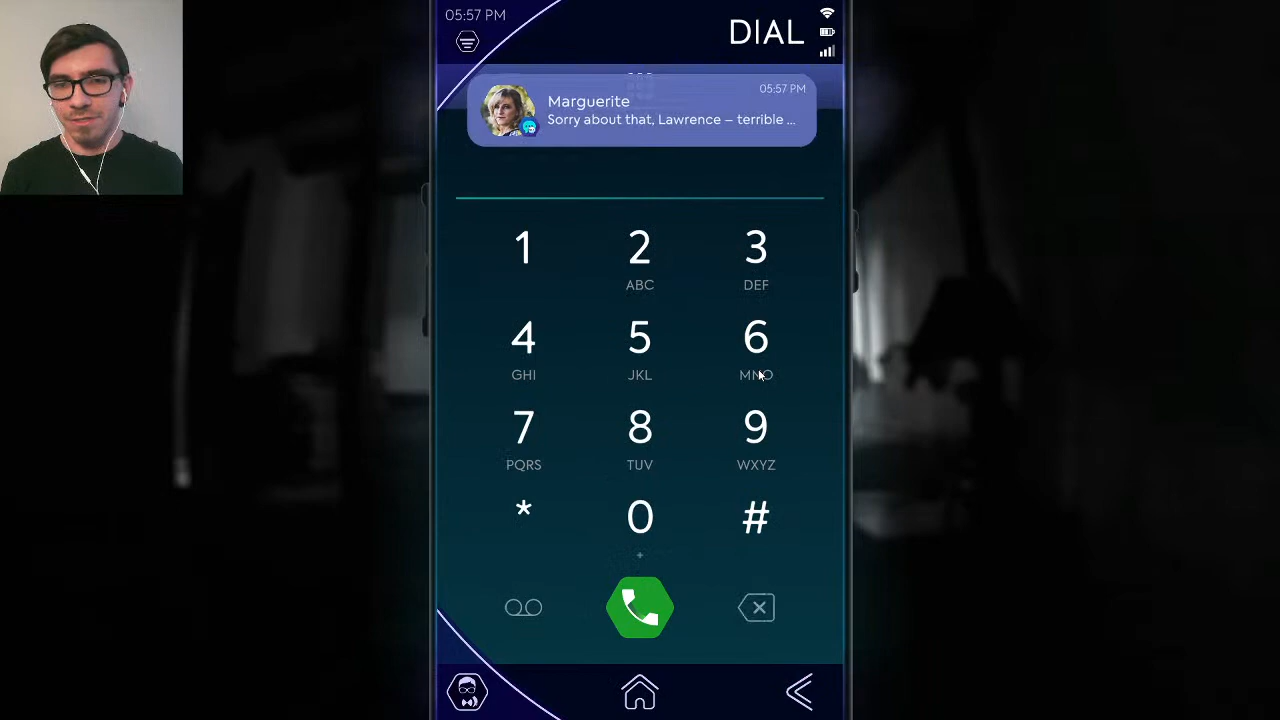 05:57 PM
DIAL
05:57 PM
Marguerite
Sorry about that, Lawrence – terrible ...
1
2
3
ABC
DEF
4
5
6
GHI
JKL
MNO
7
8
9
PQRS
TUV
WXYZ
*
0
#
+